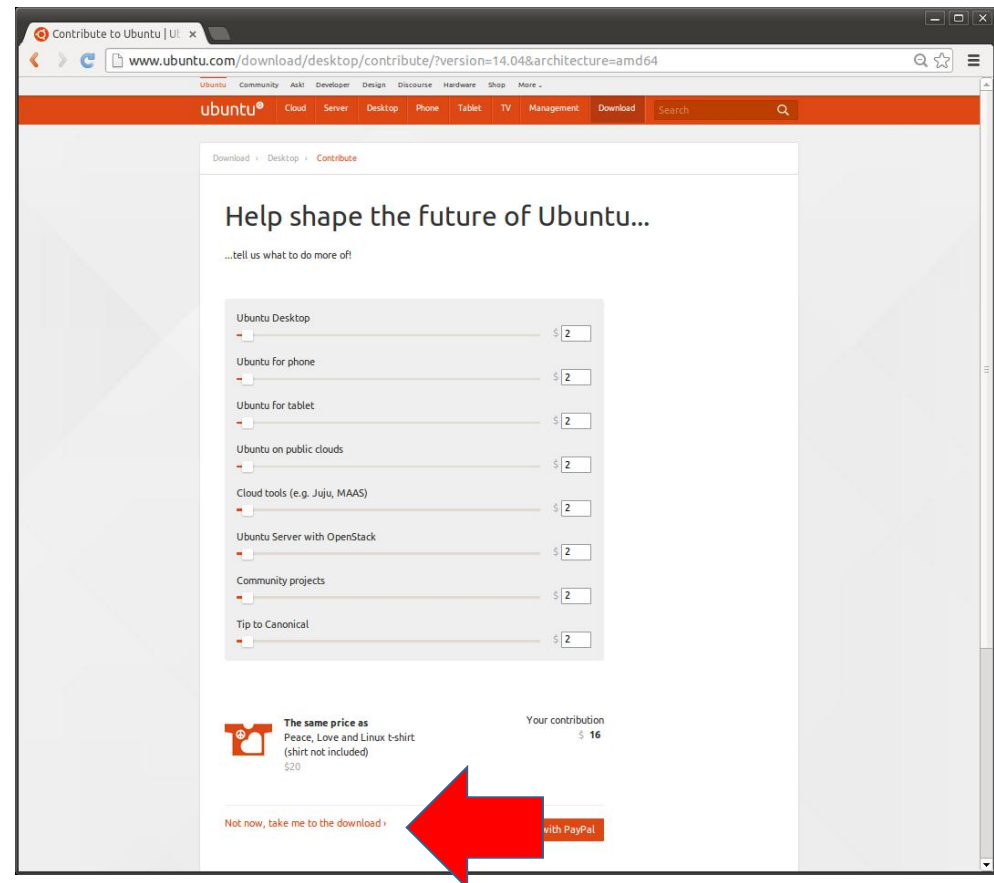 Contribute to Ubuntu | Ub
www.ubuntu.com/download/desktop/contribute/?version=14.04&architecture=amd64
Ubuntu Community Ask! Developer Design Discourse Hardware Shop More
ubuntu Cloud Server Desktop Phone Tablet TV Management Download Search
Download › Desktop › Contribute
Help shape the future of Ubuntu...
...tell us what to do more of!
Ubuntu Desktop
$ 2
Ubuntu for phone
$ 2
Ubuntu for tablet
$ 2
Ubuntu on public clouds
$ 2
Cloud tools (e.g. Juju, MAAS)
$ 2
Ubuntu Server with OpenStack
$ 2
Community projects
$ 2
Tip to Canonical
$ 2
The same price as
Peace, Love and Linux t-shirt
(shirt not included)
$20
Your contribution
$ 16
Not now, take me to the download ›
with PayPal